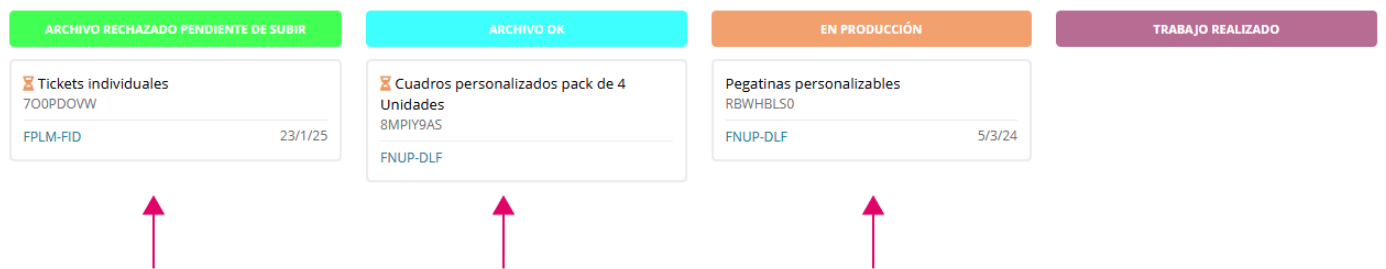 ARCHIVO RECHAZADO PENDIENTE DE SUBIR
Tickets individuales
7O0PDOVW
FPLM-FID 23/1/25
ARCHIVO OK
Cuadros personalizados pack de 4
Unidades
8MPIY9AS
FNUP-DLF
EN PRODUCCIÓN
Pegatinas personalizables
RBWHBLS0
FNUP-DLF 5/3/24
TRABAJO REALIZADO